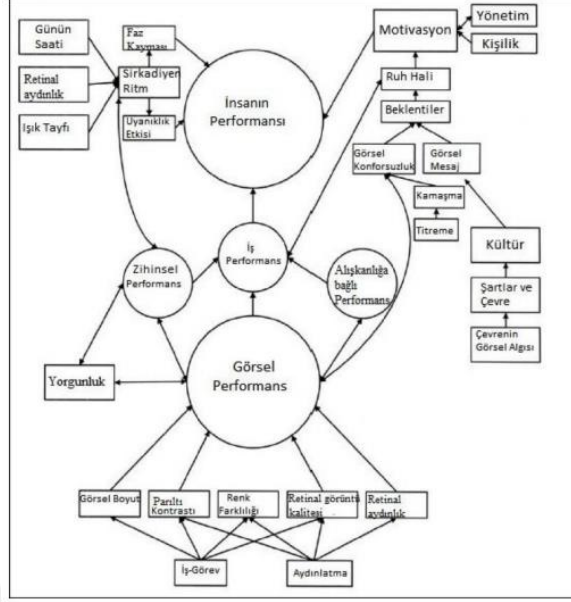 Günün
Saati
Retinal
aydınlık
Işık Tayfı
Faz
Kayması
Sirkadiyen
Ritm
Uyanıklık
Etkisi
İnsanın
Performansı
Motivasyon
Yönetim
Kişilik
Ruh Hali
Beklentiler
Görsel
Konforsuzluk
Görsel
Mesaj
Kamaşma
Titreme
Kültür
Şartlar ve
Çevre
Çevrenin
Görsel Algısı
Zihinsel
Performans
İş
Performans
Alışkanlığa
bağlı
Performans
Yorgunluk
Görsel
Performans
Görsel Boyut
Parıltı
Kontrastı
Renk
Farklılığı
Retinal görüntü
kalitesi
Retinal
aydınlık
İş-Görev
Aydınlatma